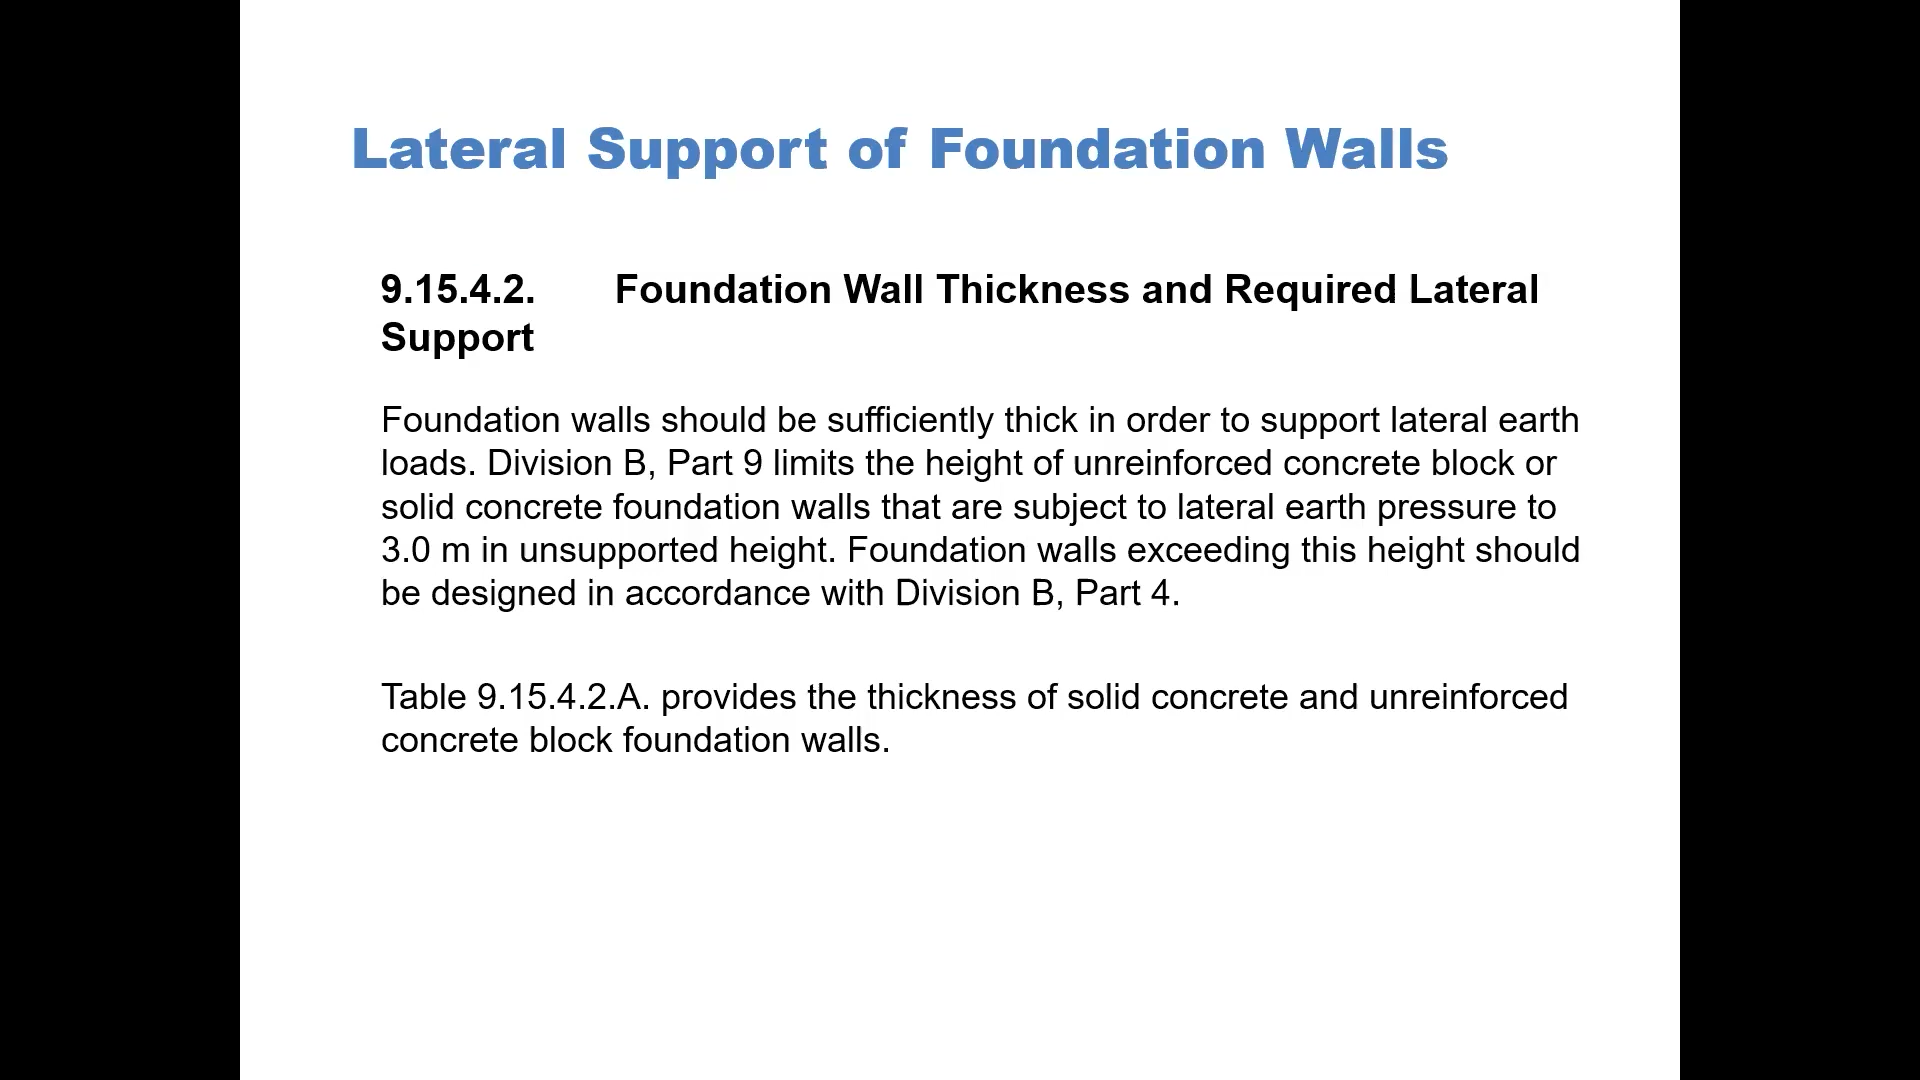 Lateral Support of Foundation Walls
9.15.4.2. Foundation Wall Thickness and Required Lateral
Support
Foundation walls should be sufficiently thick in order to support lateral earth
loads. Division B, Part 9 limits the height of unreinforced concrete block or
solid concrete foundation walls that are subject to lateral earth pressure to
3.0 m in unsupported height. Foundation walls exceeding this height should
be designed in accordance with Division B, Part 4.
Table 9.15.4.2.A. provides the thickness of solid concrete and unreinforced
concrete block foundation walls.